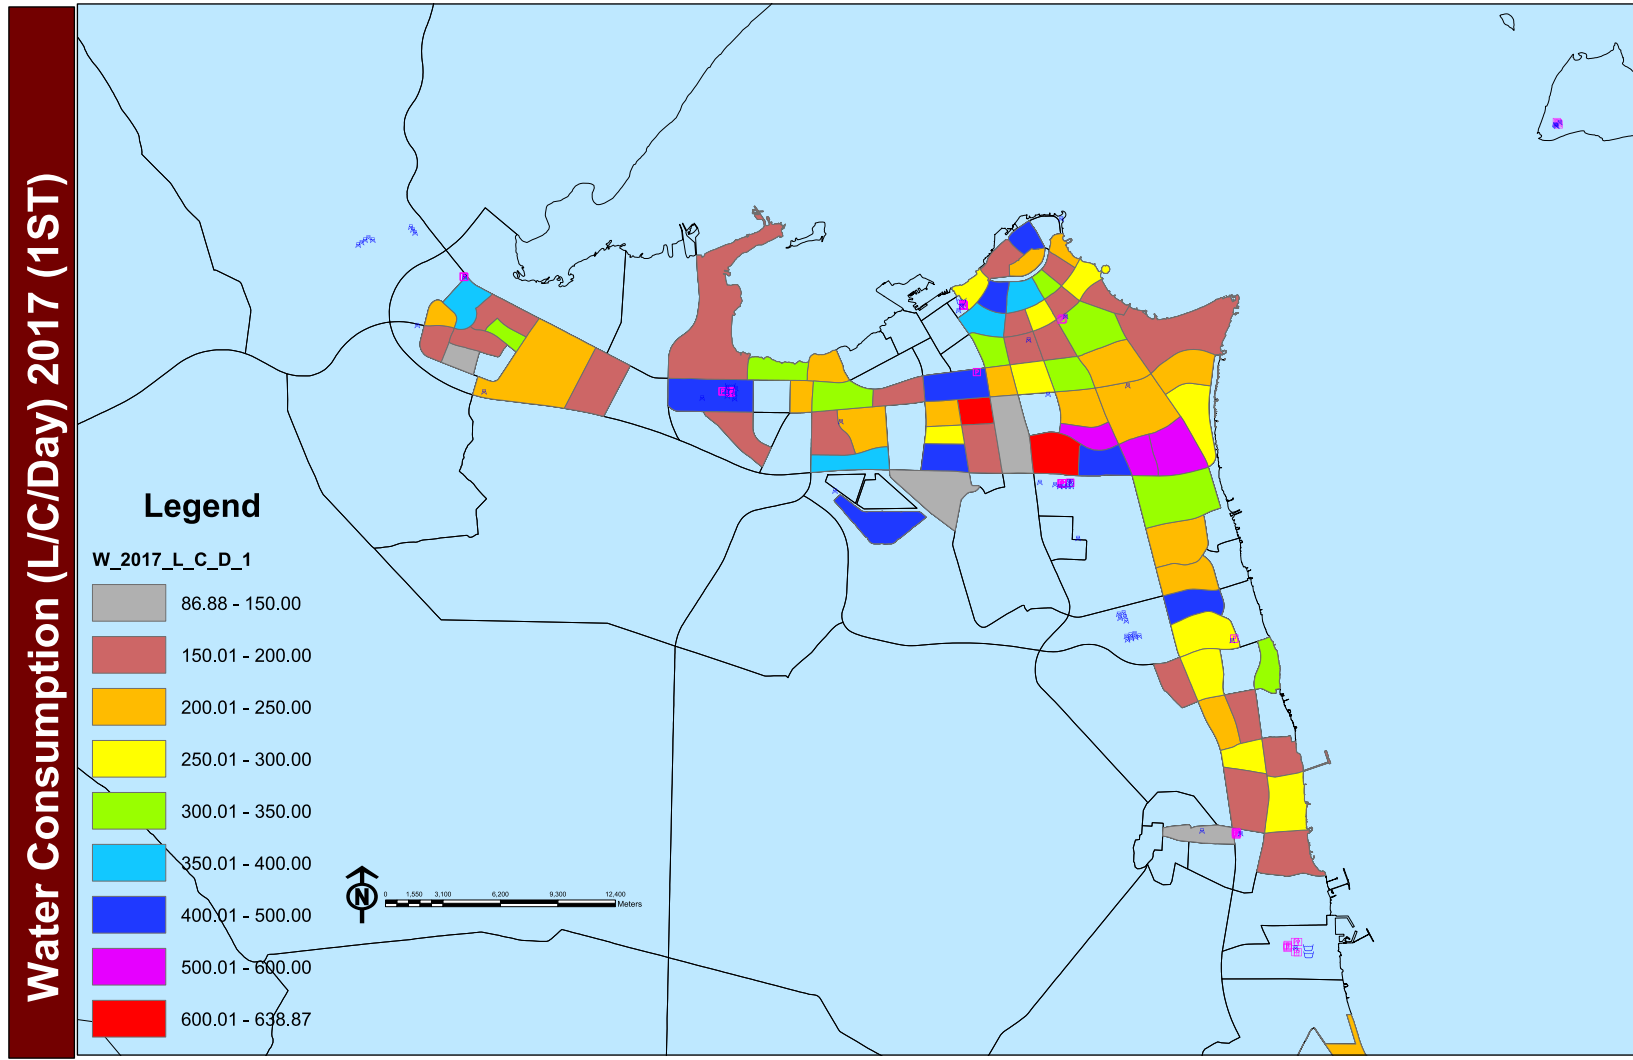 Water Consumption (L/C/Day) 2017 (1ST)
Legend
W_2017_L_C_D_1
86.88 - 150.00
150.01 - 200.00
200.01 - 250.00
250.01 - 300.00
300.01 - 350.00
350.01 - 400.00
400.01 - 500.00
500.01 - 600.00
600.01 - 638.87
N
0 1,550 3,100 6,200 9,300 12,400
Meters